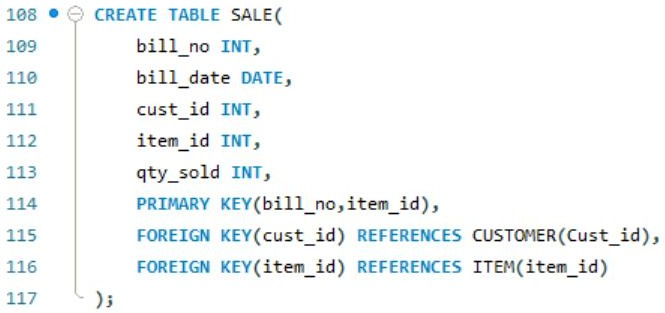 108 CREATE TABLE SALE(
109 bill_no INT,
110 bill_date DATE,
111 cust_id INT,
112 item_id INT,
113 qty_sold INT,
114 PRIMARY KEY(bill_no,item_id),
115 FOREIGN KEY(cust_id) REFERENCES CUSTOMER(Cust_id),
116 FOREIGN KEY(item_id) REFERENCES ITEM(item_id)
117 );